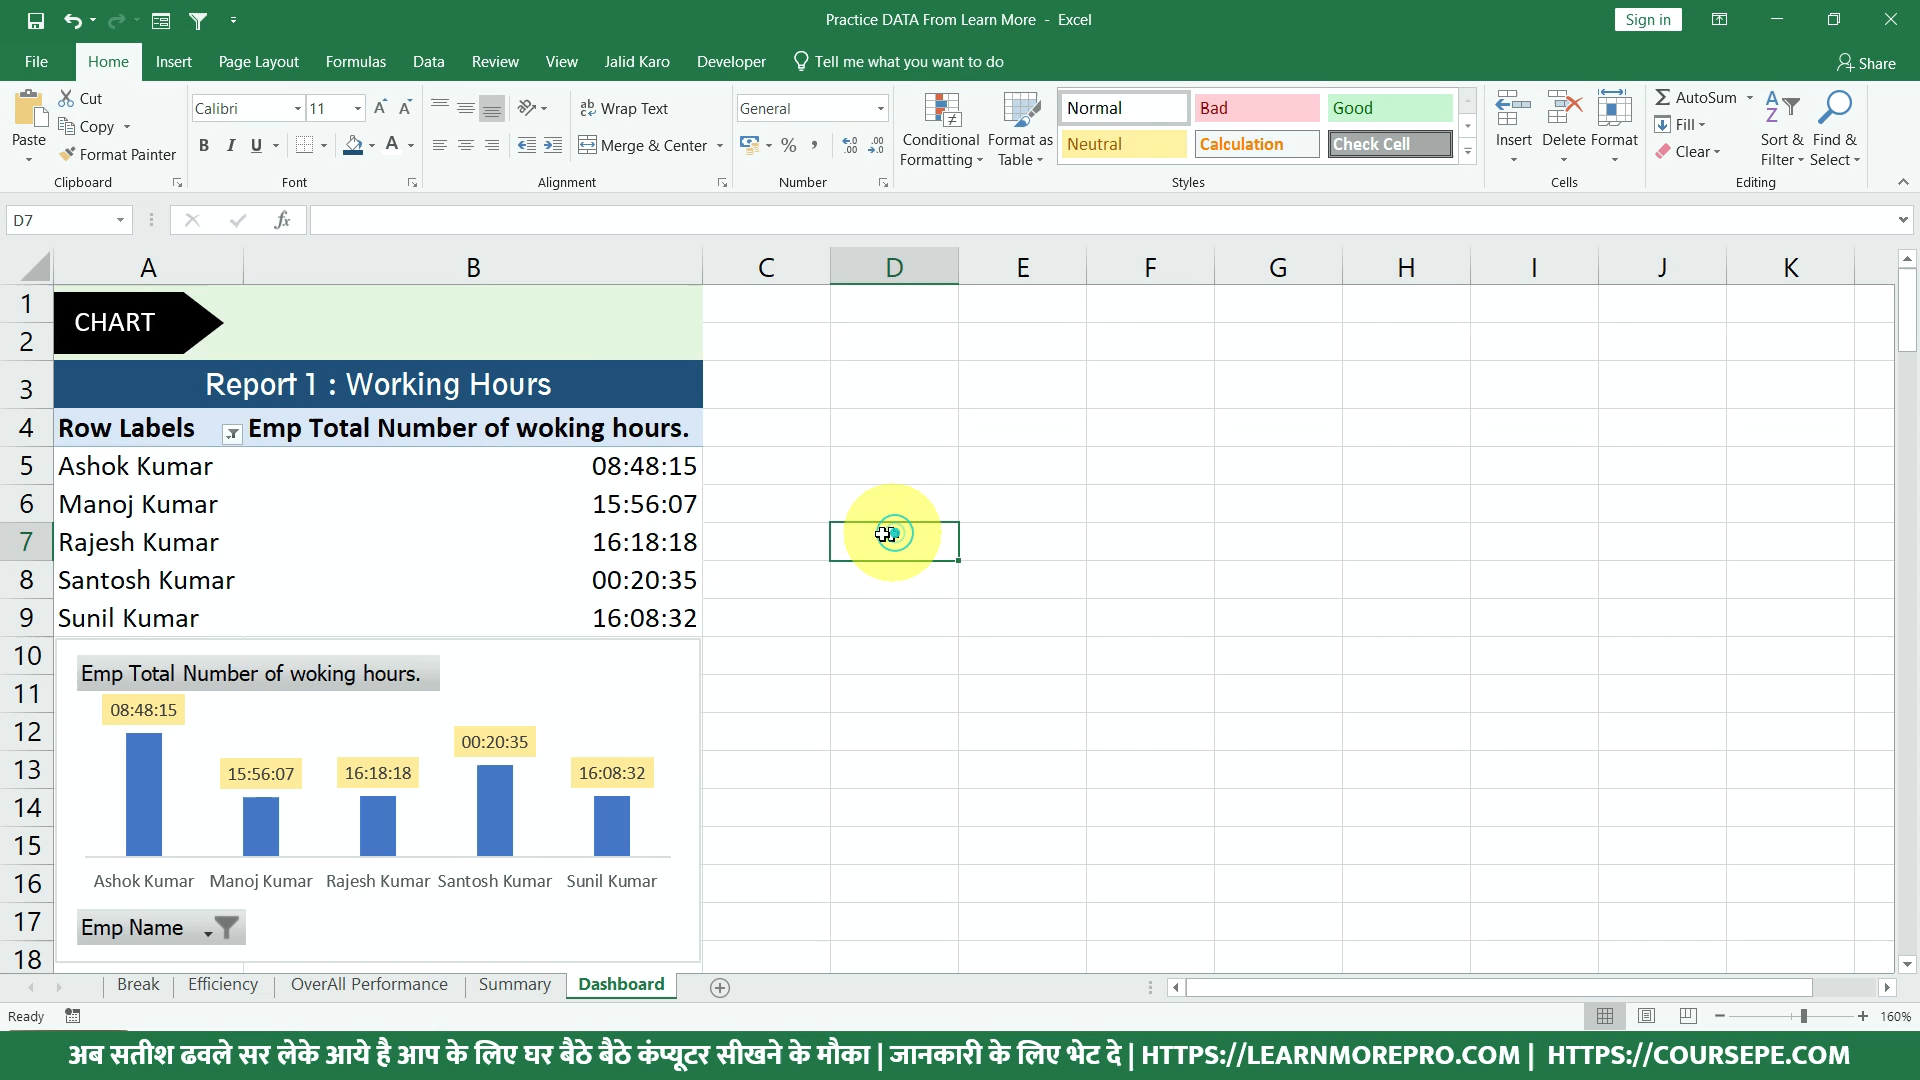 Practice DATA From Learn More - Excel
Sign in
File Home Insert Page Layout Formulas Data Review View Jalid Karo Developer Tell me what you want to do Share
Paste Cut Copy Format Painter Clipboard
Calibri 11 B I U A Font
Wrap Text Merge & Center Alignment
General % Number
Conditional Formatting Format as Table
Normal Bad Good
Neutral Calculation Check Cell
Styles
Insert Delete Format Cells
AutoSum Fill Clear Sort & Filter Find & Select Editing
D7 fx
A B C D E F G H I J K
1
CHART
2
3 Report 1 : Working Hours
4 Row Labels Emp Total Number of woking hours.
5 Ashok Kumar 08:48:15
6 Manoj Kumar 15:56:07
7 Rajesh Kumar 16:18:18
8 Santosh Kumar 00:20:35
9 Sunil Kumar 16:08:32
10
Emp Total Number of woking hours.
11
08:48:15
12
00:20:35
13
15:56:07 16:18:18 16:08:32
14
15
16
Ashok Kumar Manoj Kumar Rajesh Kumar Santosh Kumar Sunil Kumar
17
Emp Name
18
Break Efficiency OverAll Performance Summary Dashboard
Ready 160%
अब सतीश ढवले सर लेके आये है आप के लिए घर बैठे बैठे कंप्यूटर सीखने के मौका | जानकारी के लिए भेट दे | HTTPS://LEARNMOREPRO.COM | HTTPS://COURSEPE.COM